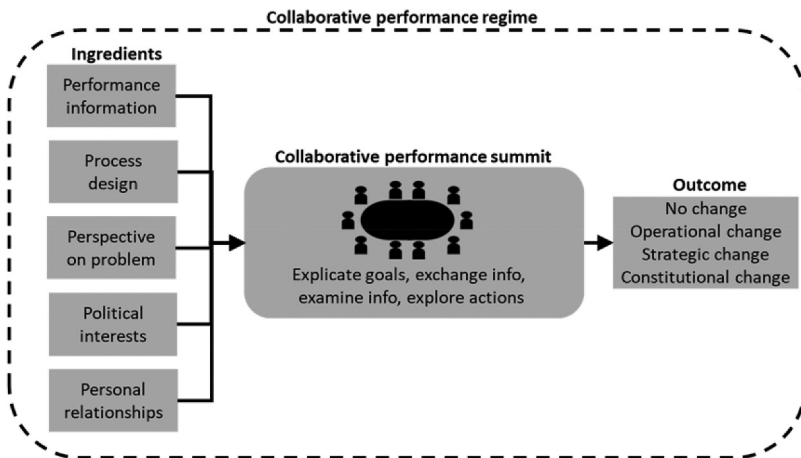 Collaborative performance regime
Ingredients
Performance
information
Process
design
Perspective
on problem
Political
interests
Personal
relationships
Collaborative performance summit
Explicate goals, exchange info,
examine info, explore actions
Outcome
No change
Operational change
Strategic change
Constitutional change